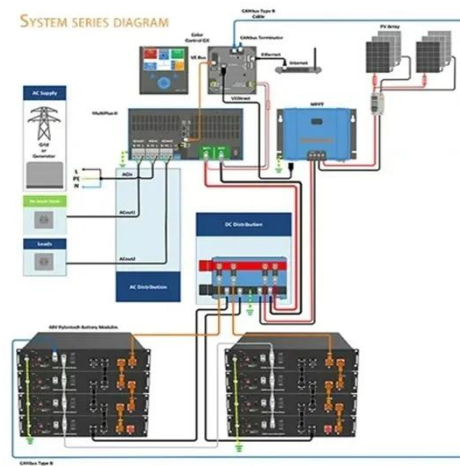 SYSTEM SERIES DIAGRAM
CANbus Type B
Cable
Color
Control GX
CANbus Terminator
PV Array
VE Bus
Ethernet
Internet
AC Supply
MultiPlus-II
VE Direct
MPPT
Grid
or
Generator
L
PE
N
ACin
ACout1
Loads
ACout2
DC Distribution
AC Distribution
48V Pylontech Battery Modules
CANbus Type B